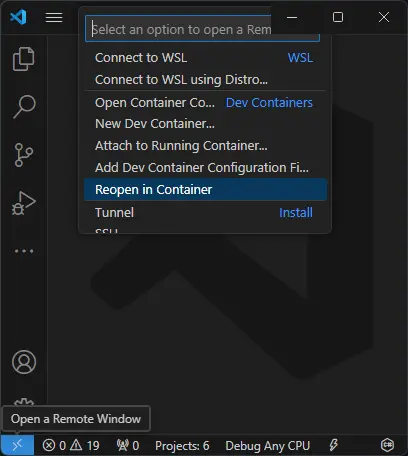 Select an option to open a Rem
Connect to WSL WSL
Connect to WSL using Distro...
Open Container Co... Dev Containers
New Dev Container...
Attach to Running Container...
Add Dev Container Configuration Fi...
Reopen in Container
Tunnel Install
SSH
Open a Remote Window
0 19 0 Projects: 6 Debug Any CPU C#